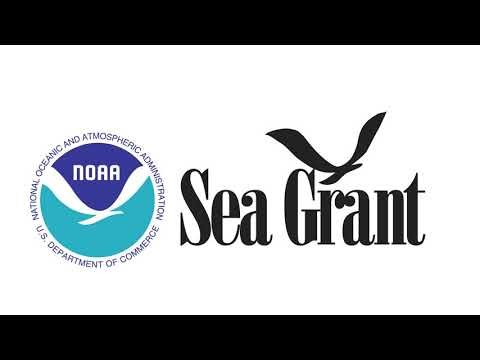 NATIONAL OCEANIC AND ATMOSPHERIC ADMINISTRATION
NOAA
U.S. DEPARTMENT OF COMMERCE
Sea Grant